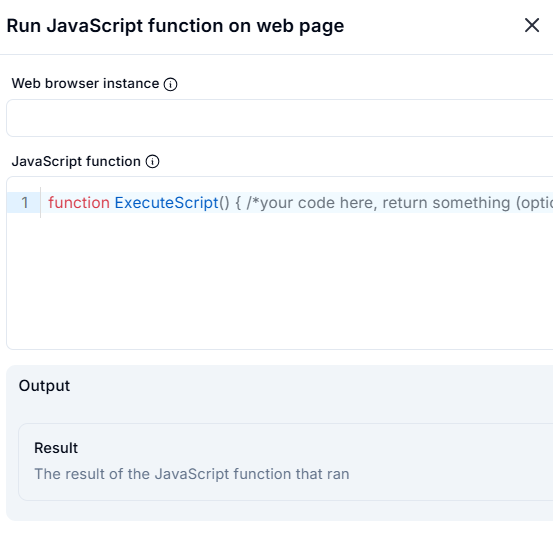 Run JavaScript function on web page
Web browser instance
JavaScript function
1 function ExecuteScript() { /*your code here, return something (optio
Output
Result
The result of the JavaScript function that ran